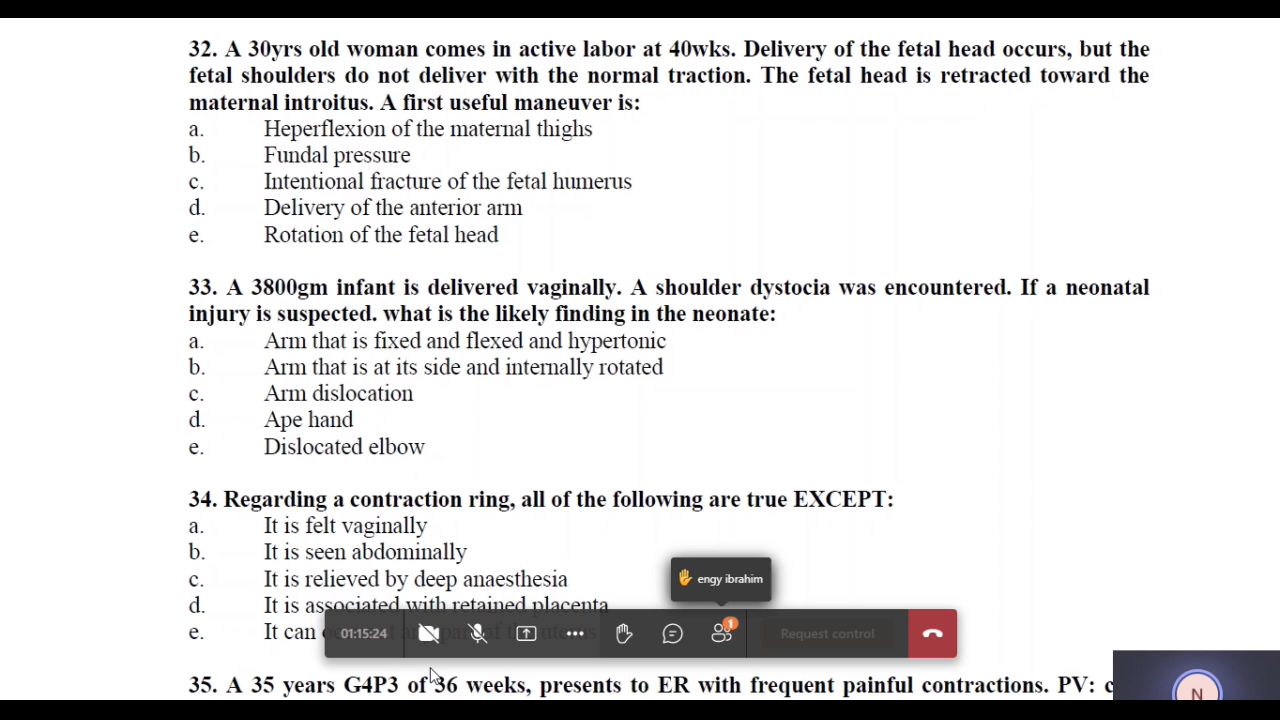 32. A 30yrs old woman comes in active labor at 40wks. Delivery of the fetal head occurs, but the
fetal shoulders do not deliver with the normal traction. The fetal head is retracted toward the
maternal introitus. A first useful maneuver is:
a. Heperflexion of the maternal thighs
b. Fundal pressure
c. Intentional fracture of the fetal humerus
d. Delivery of the anterior arm
e. Rotation of the fetal head
33. A 3800gm infant is delivered vaginally. A shoulder dystocia was encountered. If a neonatal
injury is suspected. what is the likely finding in the neonate:
a. Arm that is fixed and flexed and hypertonic
b. Arm that is at its side and internally rotated
c. Arm dislocation
d. Ape hand
e. Dislocated elbow
34. Regarding a contraction ring, all of the following are true EXCEPT:
a. It is felt vaginally
b. It is seen abdominally
c. It is relieved by deep anaesthesia
engy ibrahim
d. It is associated with retained placenta
e. It can
01:15:24
1
Request control
35. A 35 years G4P3 of 36 weeks, presents to ER with frequent painful contractions. PV:
N